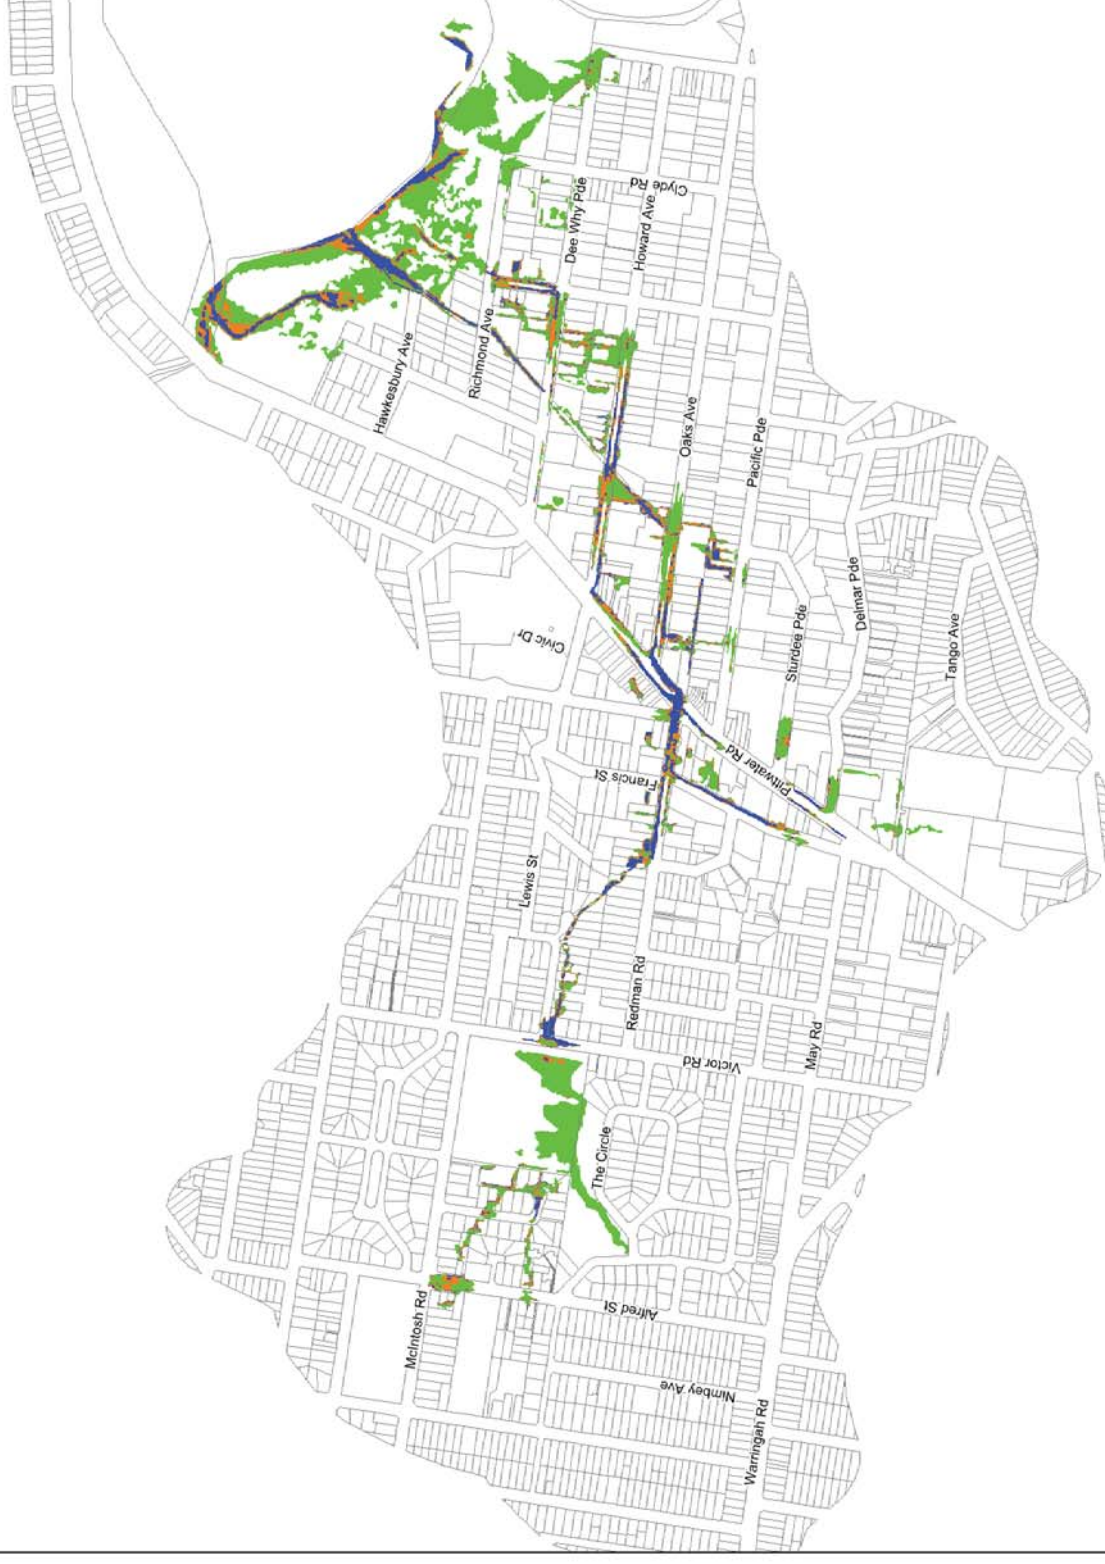 Clyde Rd
Dee Why Pde
Howard Ave
Richmond Ave
Hawkesbury Ave
Oaks Ave
Pacific Pde
Civic Dr
Sturdee Pde
Delmar Pde
Tango Ave
Pittwater Rd
Francis St
Lewis St
Redman Rd
Victor Rd
May Rd
The Circle
McIntosh Rd
Alfred St
Nimbey Ave
Warringah Rd